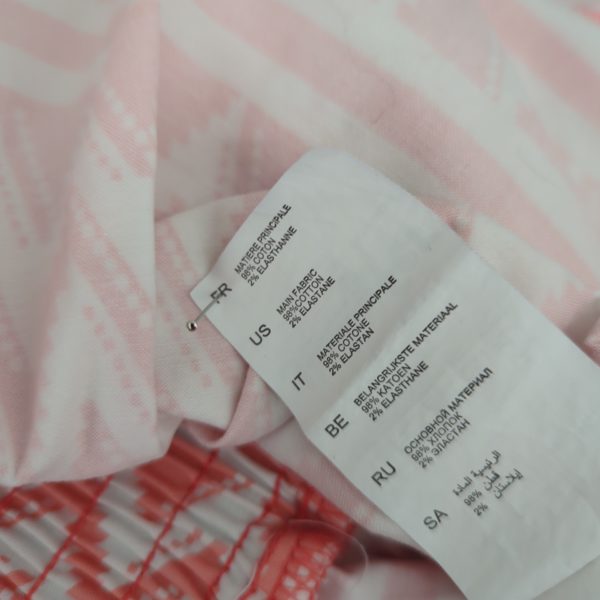 FR
MATIÈRE PRINCIPALE
98% COTON
2% ELASTHANNE
US
MAIN FABRIC
98%COTTON
2% ELASTANE
IT
MATERIALE PRINCIPALE
98% COTONE
2% ELASTAN
BE
BELANGRIJKSTE MATERIAAL
98% KATOEN
2% ELASTHANE
RU
ОСНОВНОЙ МАТЕРИАЛ
98% ХЛОПОК
2% ЭЛАСТАН
SA
الرئيسية المادة
98% قطن
2% إيلاستان